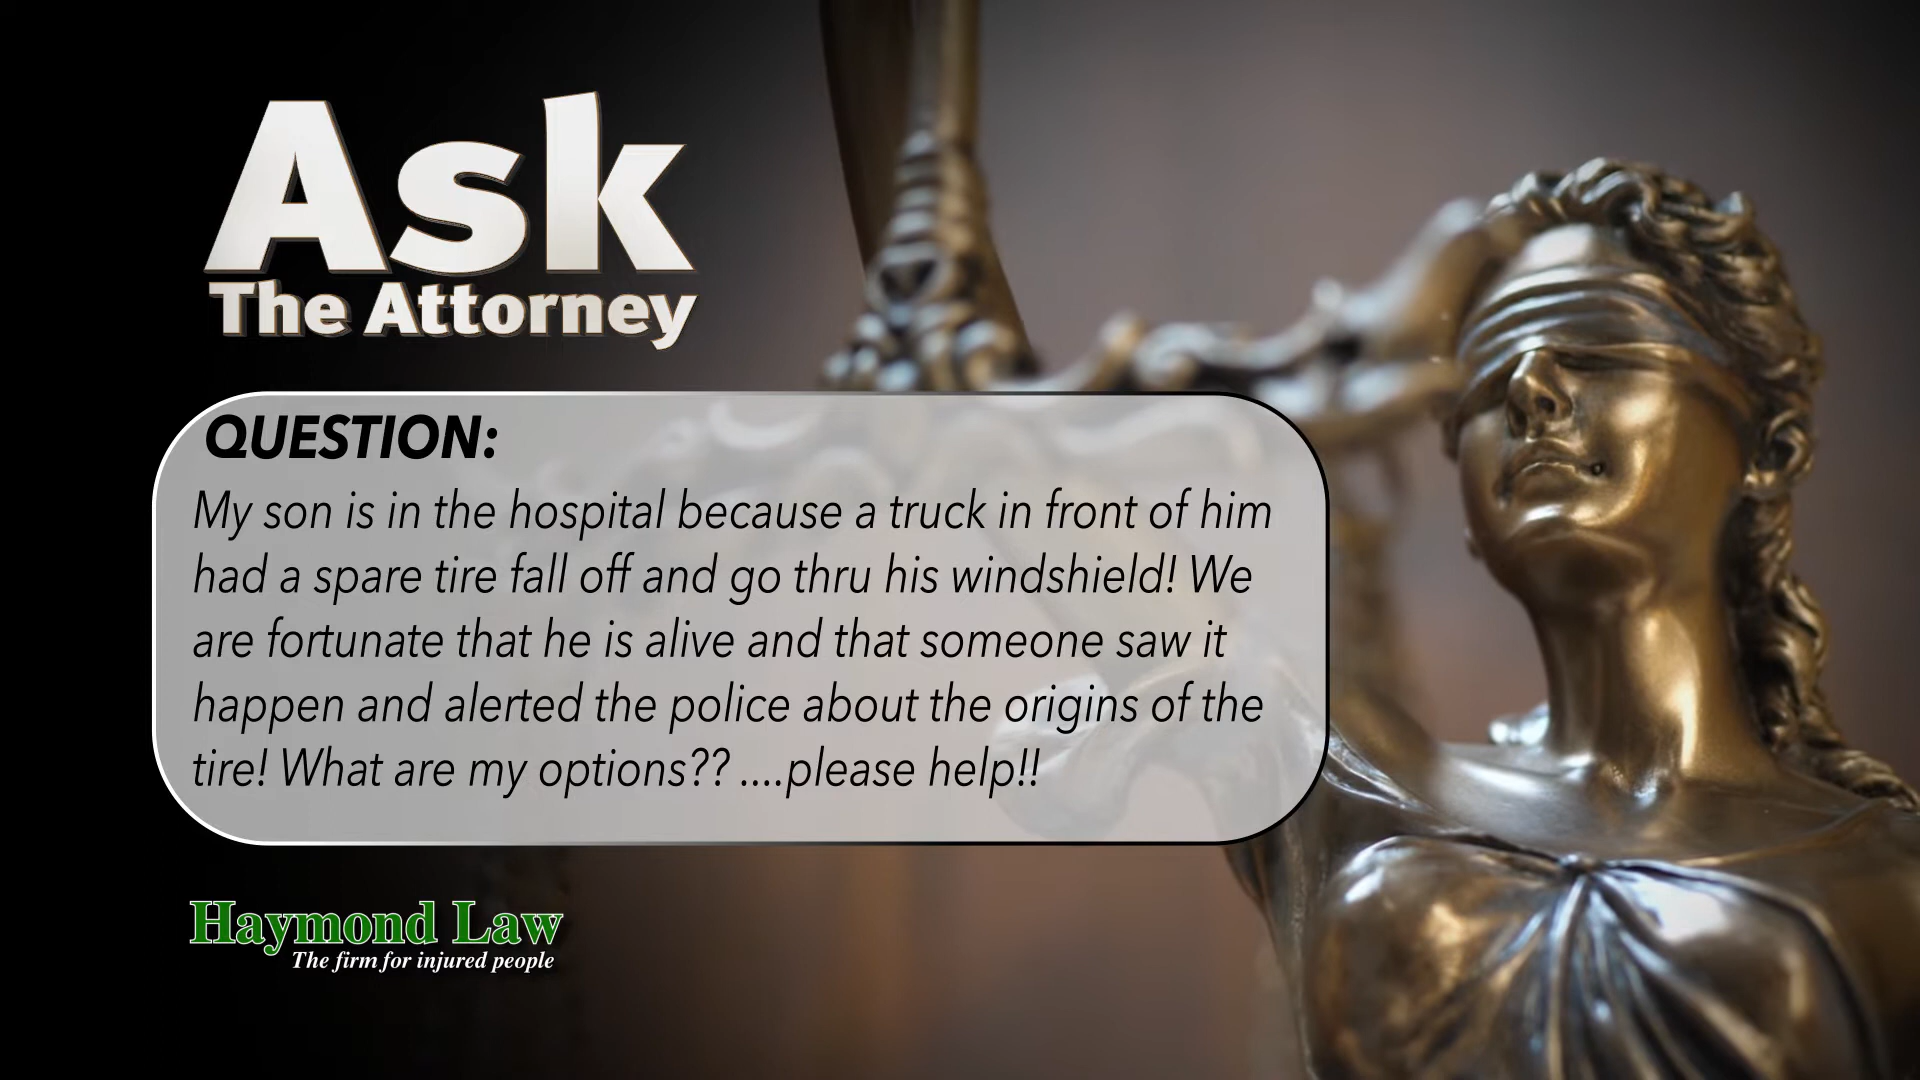 Ask
The Attorney
QUESTION:
My son is in the hospital because a truck in front of him
had a spare tire fall off and go thru his windshield! We
are fortunate that he is alive and that someone saw it
happen and alerted the police about the origins of the
tire! What are my options?? ....please help!!
Haymond Law
The firm for injured people